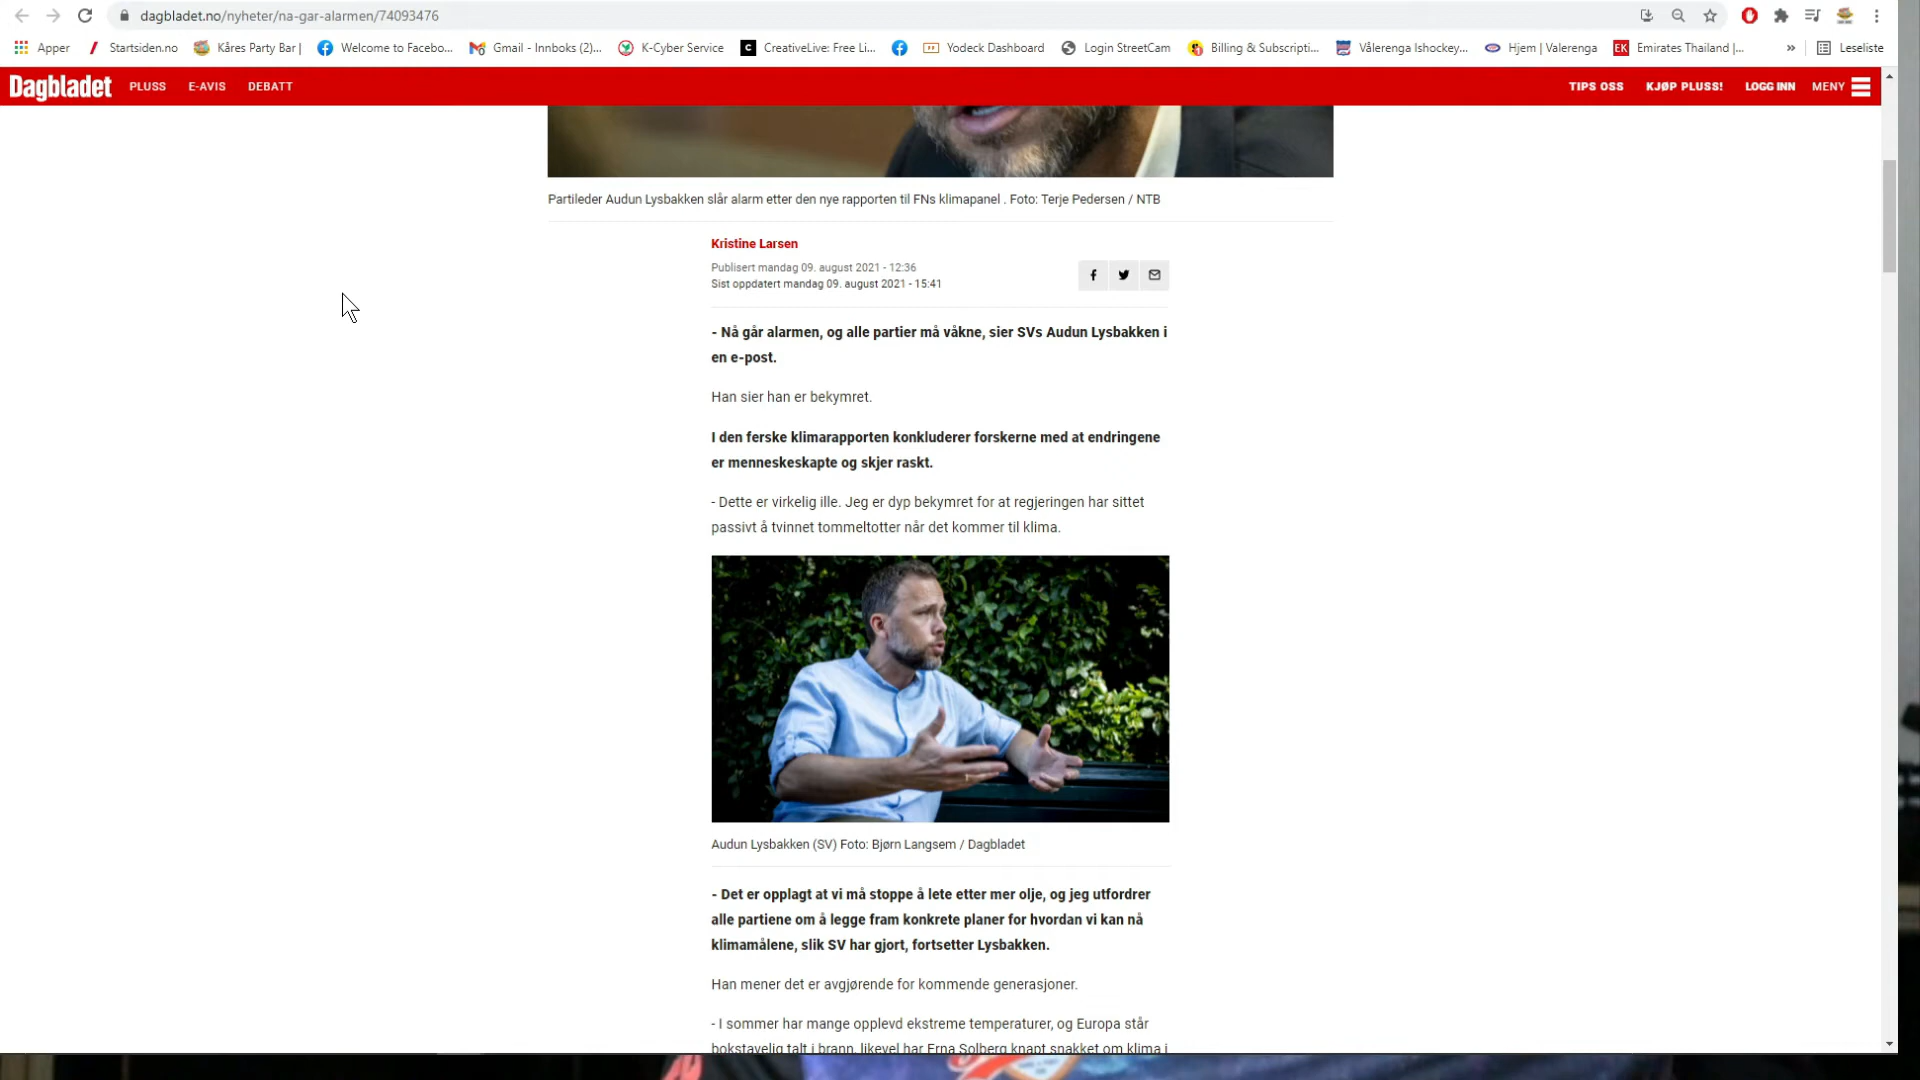 dagbladet.no/nyheter/na-gar-alarmen/74093476
Apper
Startsiden.no
Kåres Party Bar |
Welcome to Facebo...
Gmail - Innboks (2)...
K-Cyber Service
CreativeLive: Free Li...
Yodeck Dashboard
Login StreetCam
Billing & Subscripti...
Vålerenga Ishockey...
Hjem | Valerenga
EK Emirates Thailand |...
»
Leseliste
Dagbladet
PLUSS
E-AVIS
DEBATT
TIPS OSS
KJØP PLUSS!
LOGG INN
MENY
Partileder Audun Lysbakken slår alarm etter den nye rapporten til FNs klimapanel . Foto: Terje Pedersen / NTB
Kristine Larsen
Publisert mandag 09. august 2021 - 12:36
Sist oppdatert mandag 09. august 2021 - 15:41
- Nå går alarmen, og alle partier må våkne, sier SVs Audun Lysbakken i
en e-post.
Han sier han er bekymret.
I den ferske klimarapporten konkluderer forskerne med at endringene
er menneskeskapte og skjer raskt.
- Dette er virkelig ille. Jeg er dyp bekymret for at regjeringen har sittet
passivt å tvinnet tommeltotter når det kommer til klima.
Audun Lysbakken (SV) Foto: Bjørn Langsem / Dagbladet
- Det er opplagt at vi må stoppe å lete etter mer olje, og jeg utfordrer
alle partiene om å legge fram konkrete planer for hvordan vi kan nå
klimamålene, slik SV har gjort, fortsetter Lysbakken.
Han mener det er avgjørende for kommende generasjoner.
- I sommer har mange opplevd ekstreme temperaturer, og Europa står
bokstavelig talt i brann, likevel har Erna Solberg knapt snakket om klima i